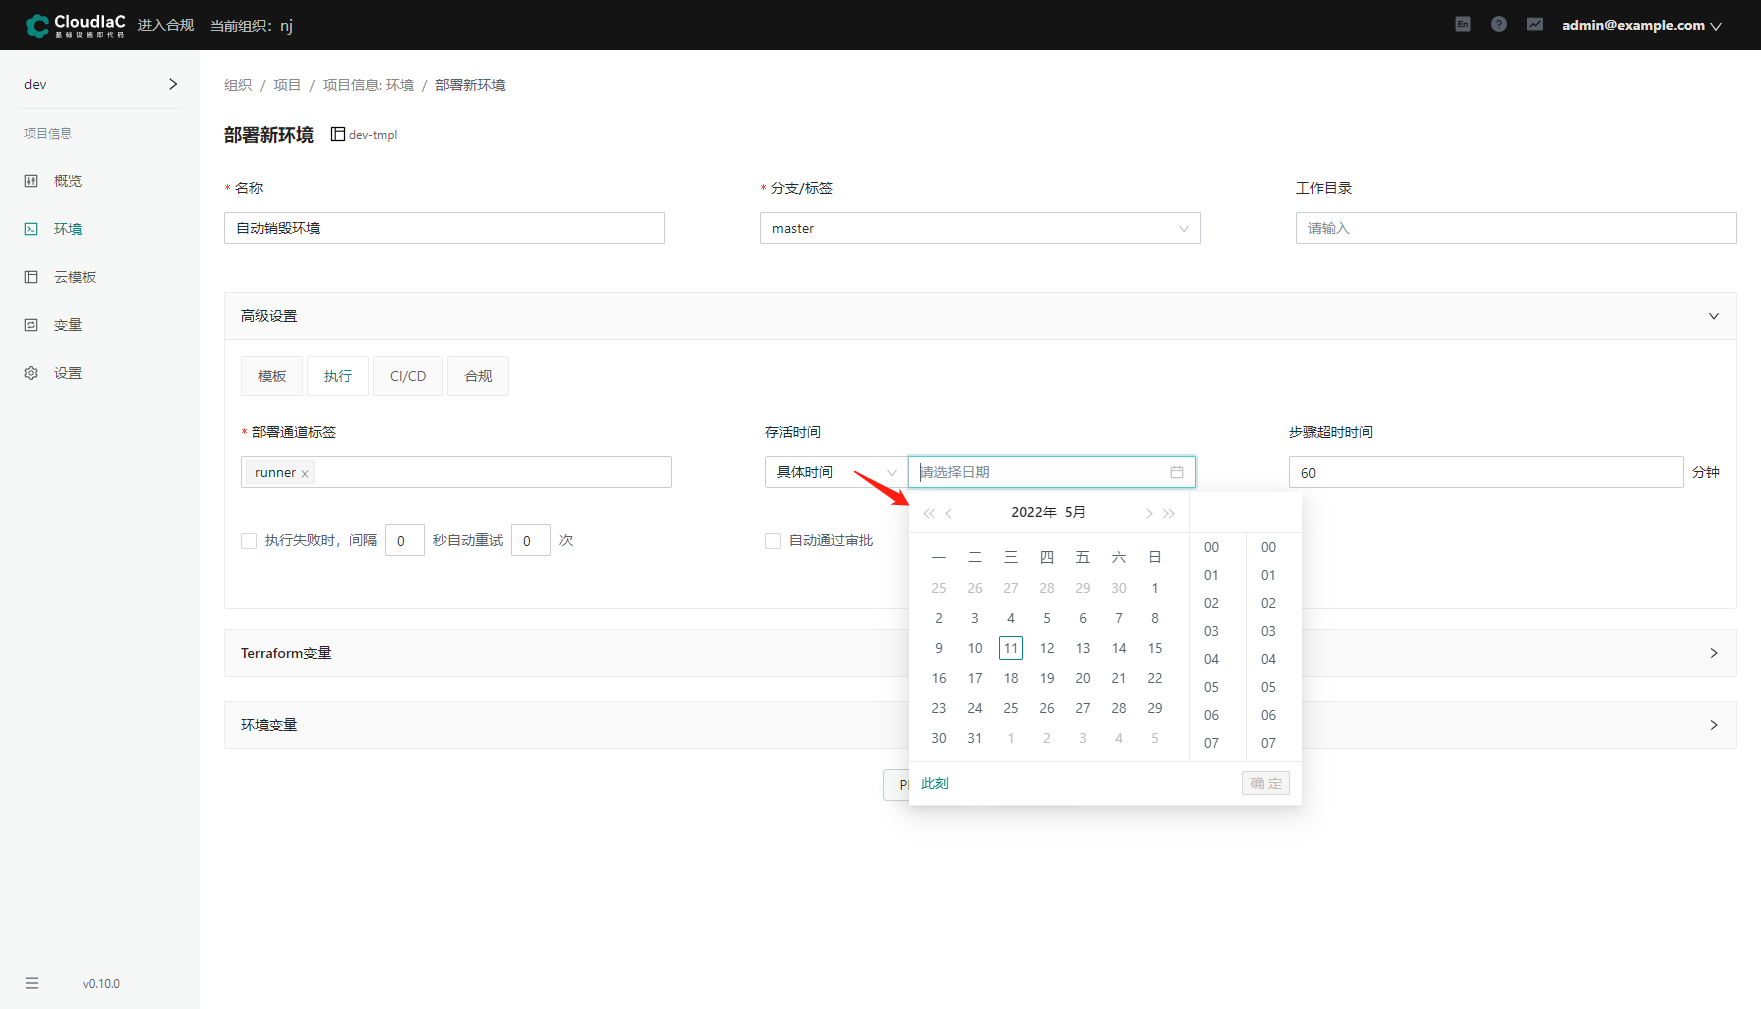 CloudIaC
基础设施即代码
进入合规
当前组织: nj
En
?
admin@example.com
dev
项目信息
概览
环境
云模板
变量
设置
v0.10.0
组织 / 项目 / 项目信息: 环境 / 部署新环境
部署新环境 dev-tmpl
* 名称
自动销毁环境
* 分支/标签
master
工作目录
请输入
高级设置
模板 执行 CI/CD 合规
* 部署通道标签
runner ×
存活时间
具体时间
请选择日期
步骤超时时间
60 分钟
执行失败时，间隔 0 秒自动重试 0 次
自动通过审批
2022年 5月
一 二 三 四 五 六 日
25 26 27 28 29 30 1
2 3 4 5 6 7 8
9 10 11 12 13 14 15
16 17 18 19 20 21 22
23 24 25 26 27 28 29
30 31 1 2 3 4 5
00 00
01 01
02 02
03 03
04 04
05 05
06 06
07 07
此刻
确 定
Terraform变量
环境变量